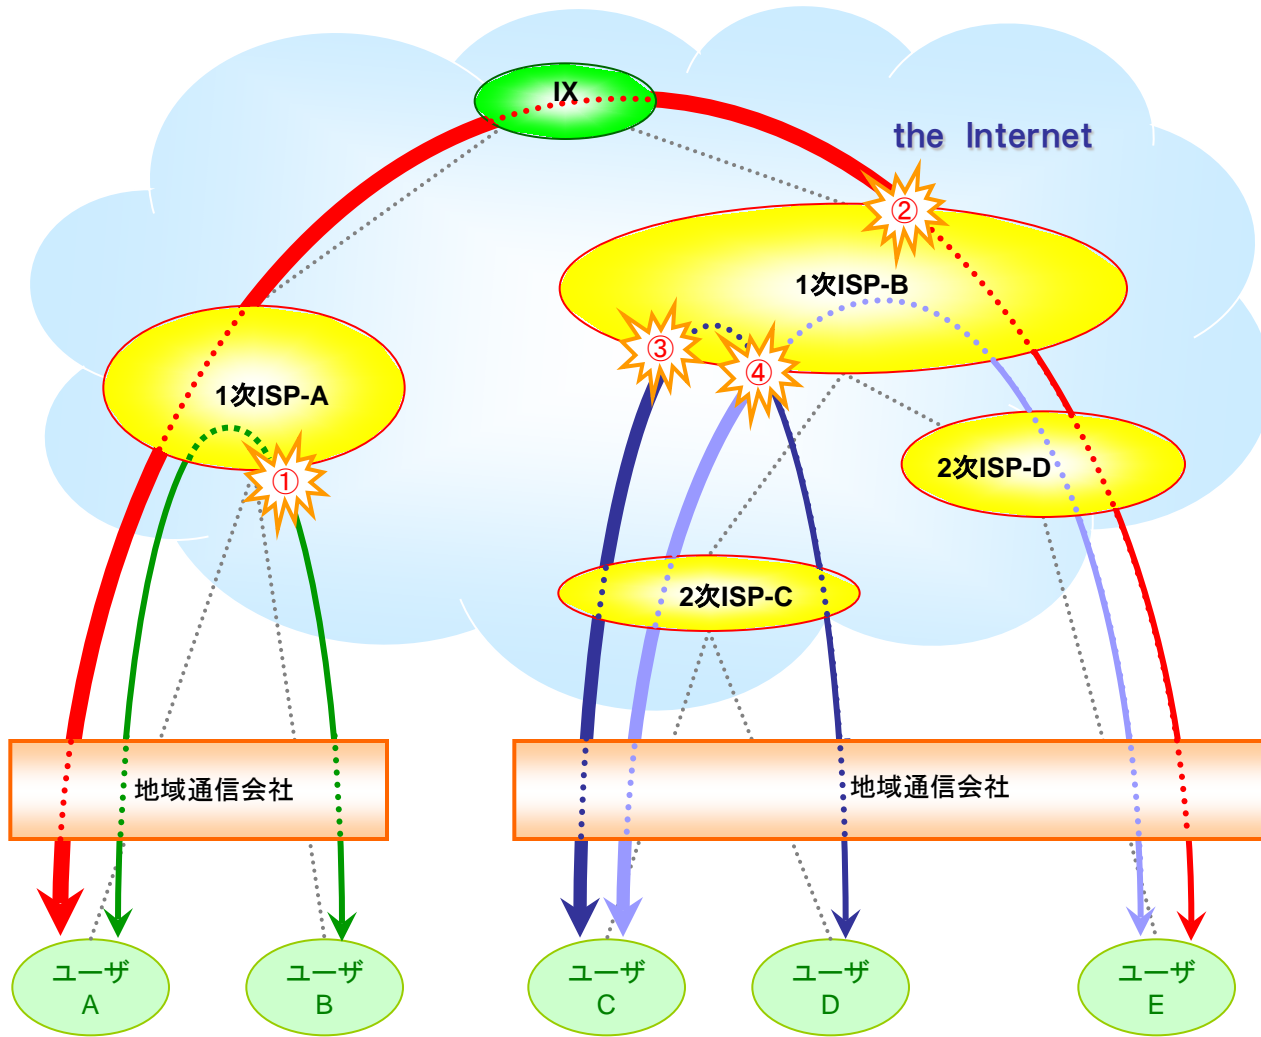 IX
the Internet
②
1次ISP-B
③
④
1次ISP-A
①
2次ISP-D
2次ISP-C
地域通信会社
地域通信会社
ユーザ
A
ユーザ
B
ユーザ
C
ユーザ
D
ユーザ
E